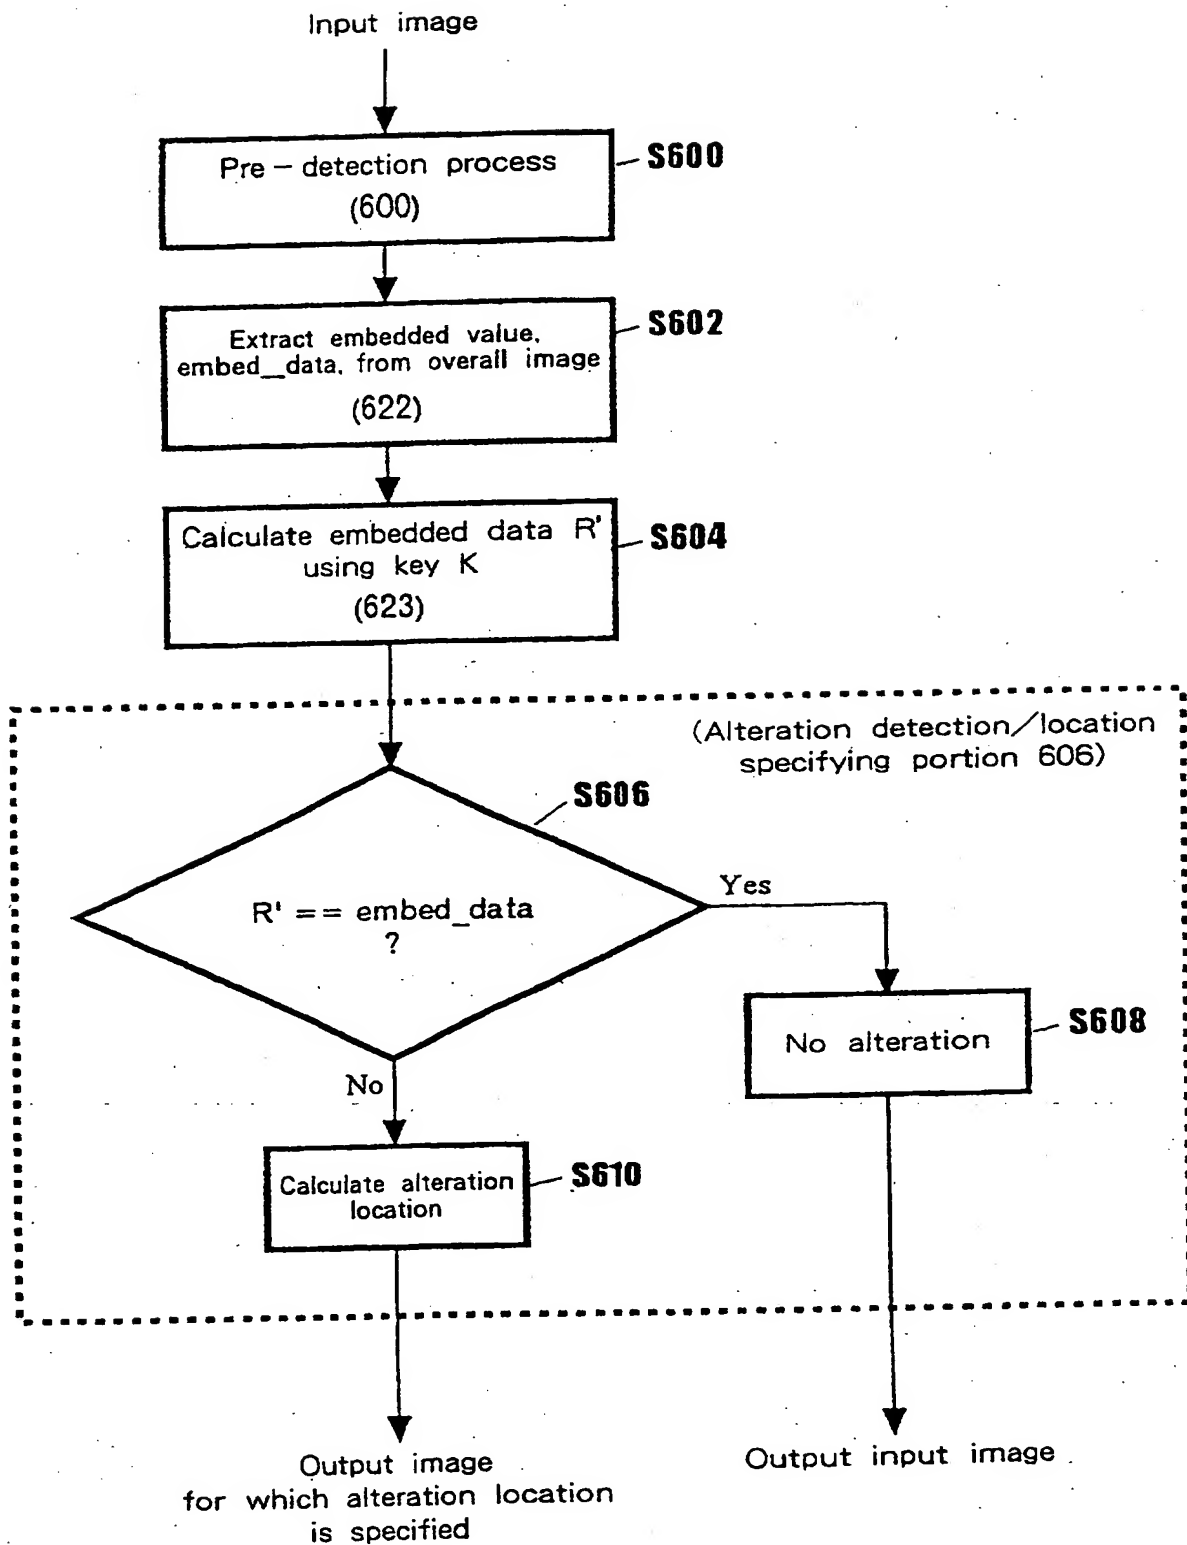 Input image
Pre-detection process
(600)
S600
Extract embedded value,
embed_data, from overall image
(622)
S602
Calculate embedded data R'
using key K
(623)
S604
(Alteration detection/location
specifying portion 606)
S606
R' == embed_data
?
Yes
No alteration
S608
No
Calculate alteration
location
S610
Output image
for which alteration location
is specified
Output input image